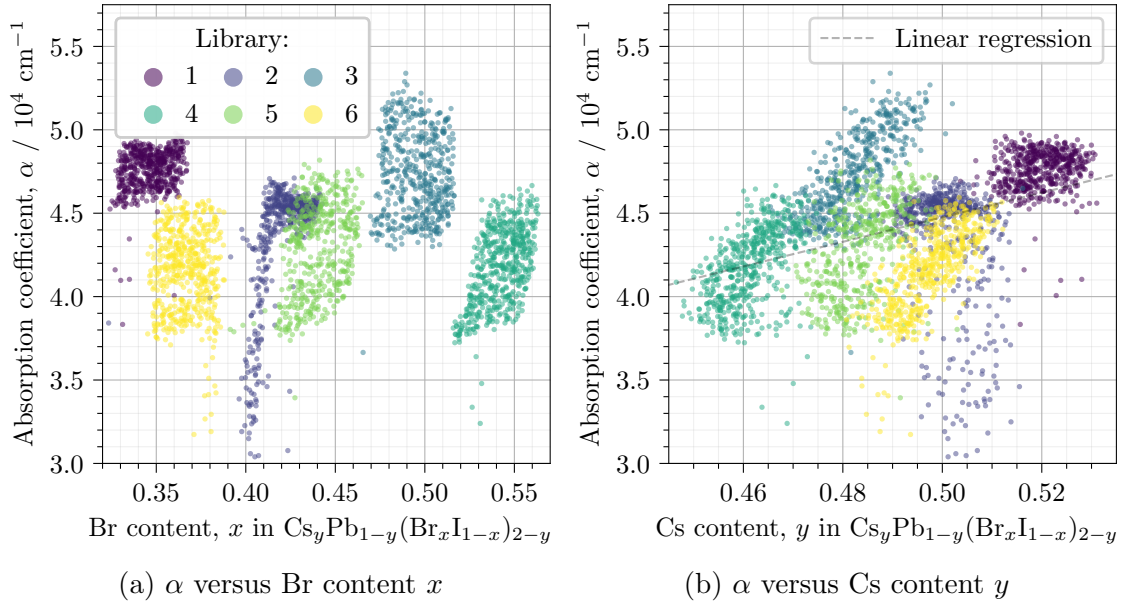 Library:
1 2 3
4 5 6
Absorption coefficient, α / 10⁴ cm⁻¹
5.5
5.0
4.5
4.0
3.5
3.0
0.35 0.40 0.45 0.50 0.55
Br content, x in CsyPb1−y(BrxI1−x)2−y
(a) α versus Br content x
Linear regression
Absorption coefficient, α / 10⁴ cm⁻¹
5.5
5.0
4.5
4.0
3.5
3.0
0.46 0.48 0.50 0.52
Cs content, y in CsyPb1−y(BrxI1−x)2−y
(b) α versus Cs content y